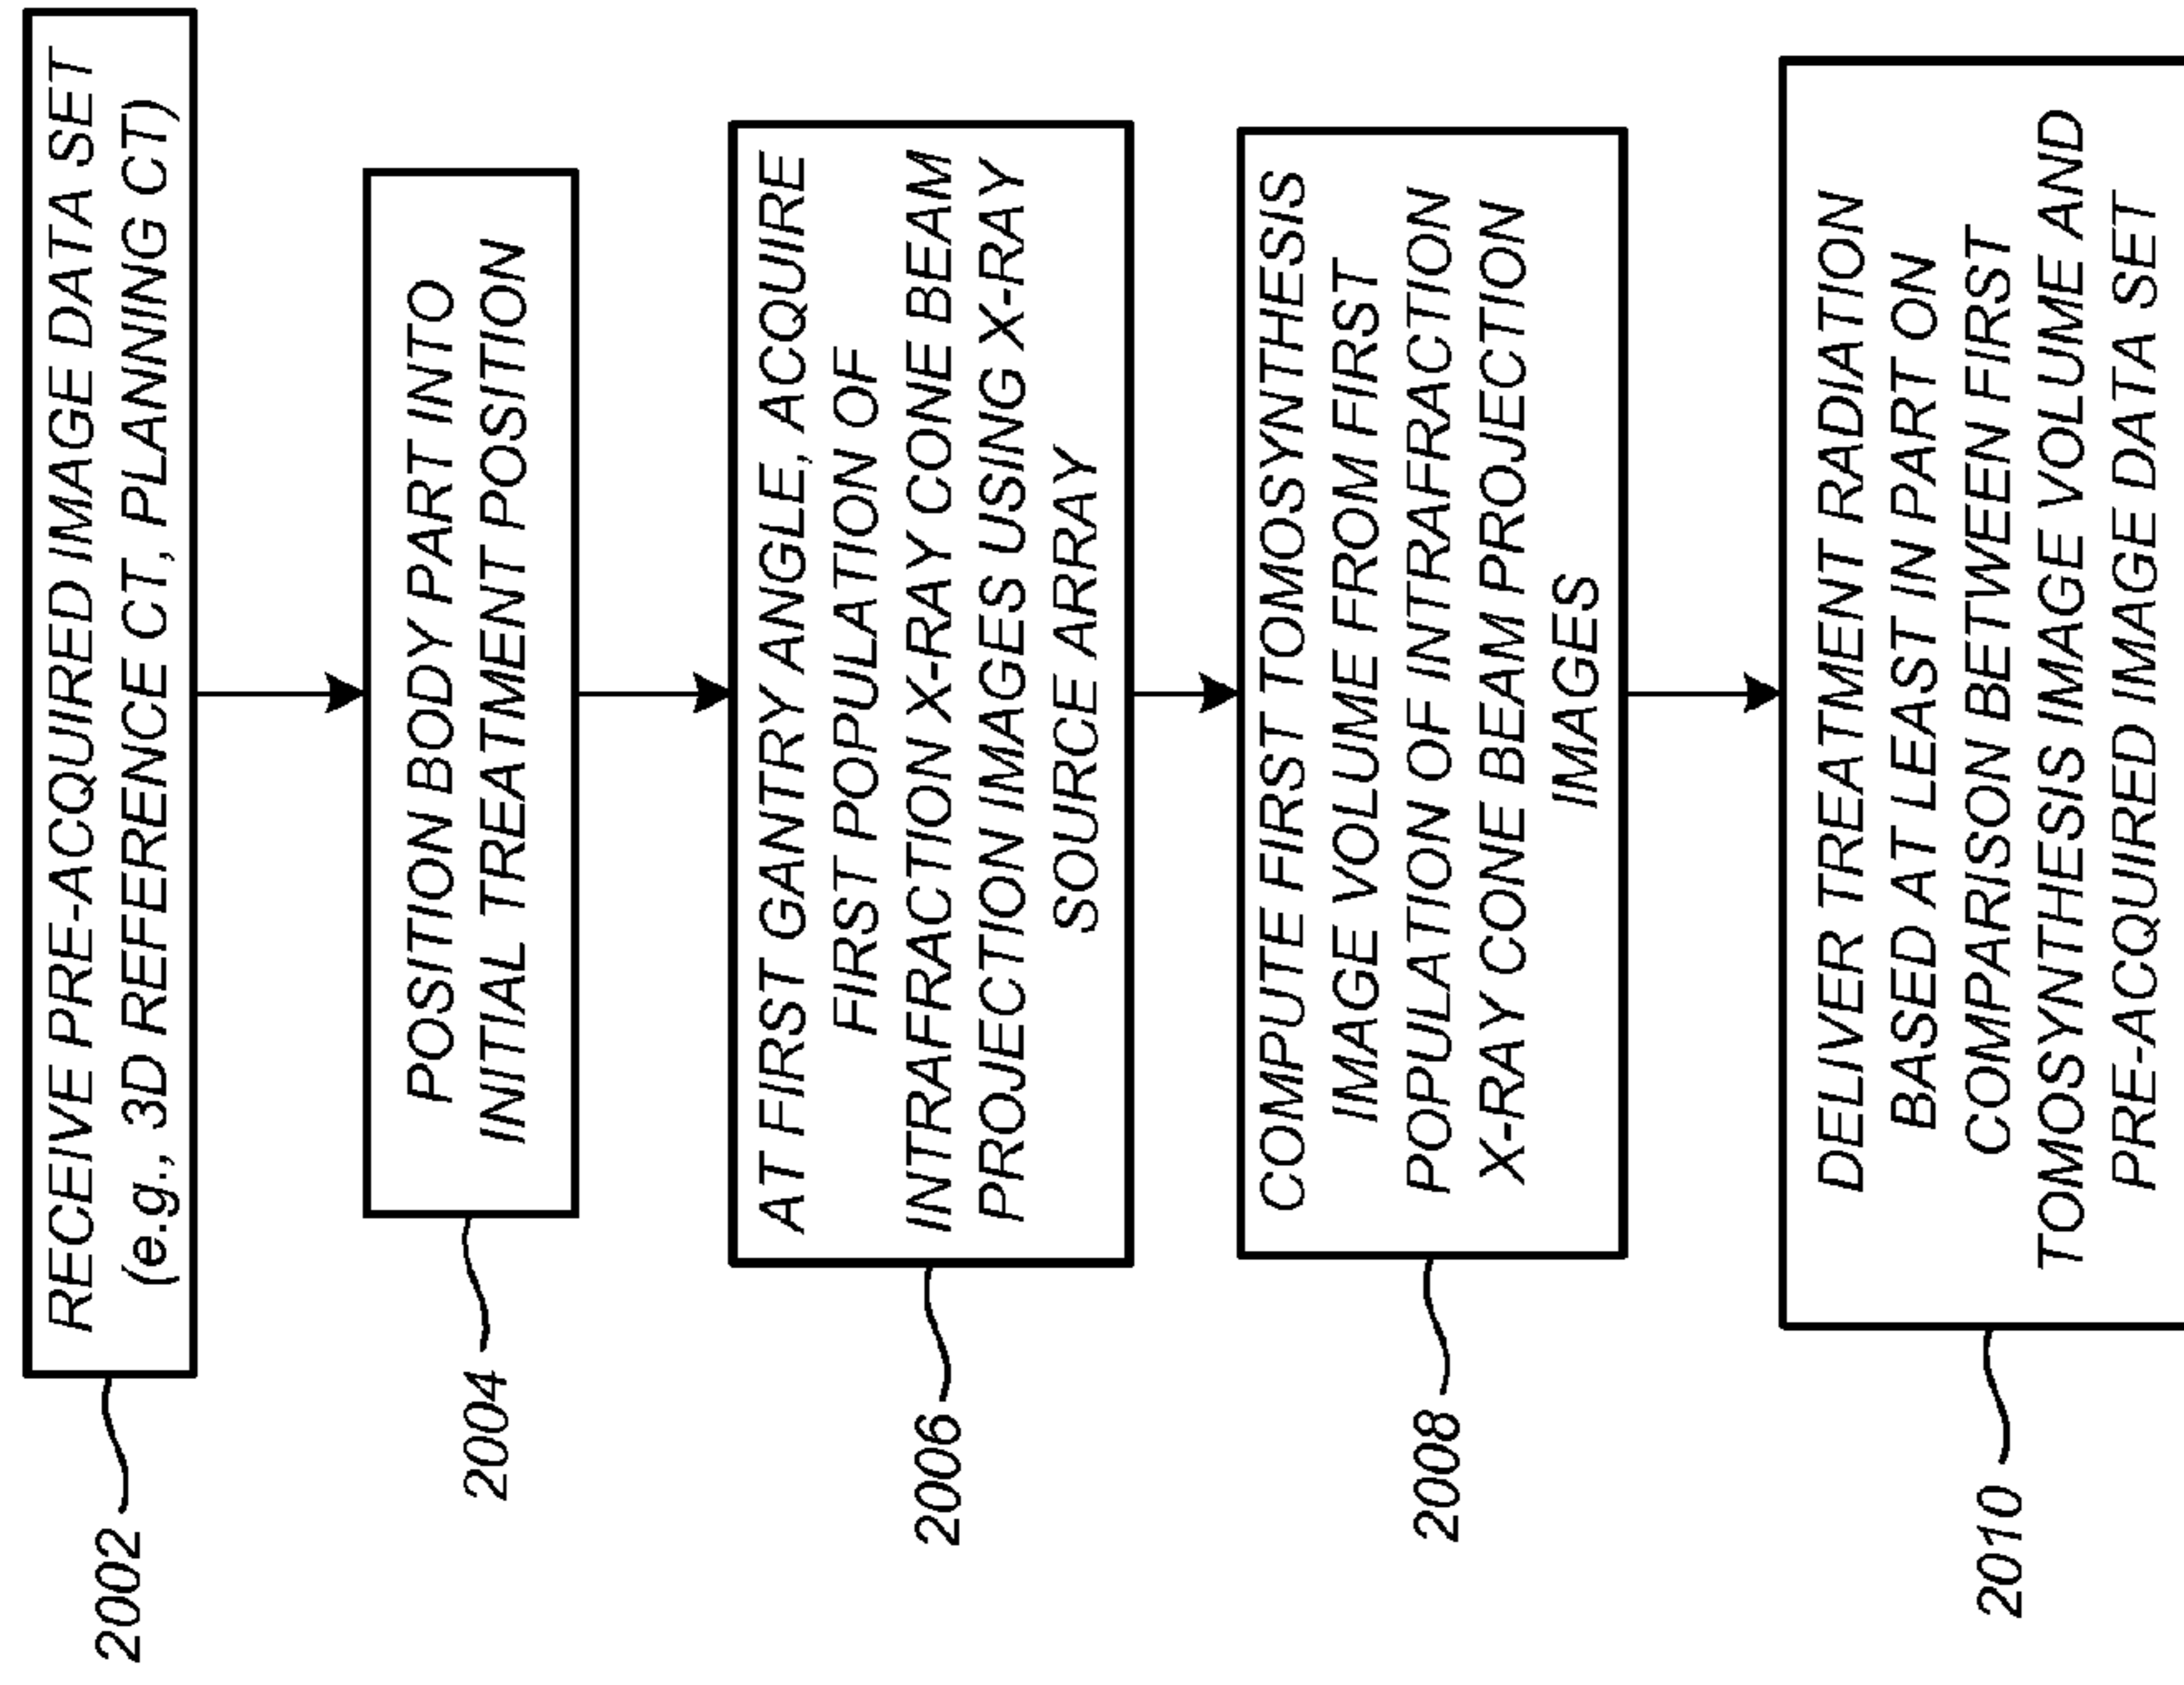 RECEIVE PRE-ACQUIRED IMAGE DATA SET
(e.g., 3D REFERENCE CT, PLANNING CT)
2002
POSITION BODY PART INTO
INITIAL TREATMENT POSITION
2004
AT FIRST GANTRY ANGLE, ACQUIRE
FIRST POPULATION OF
INTRAFRACTION X-RAY CONE BEAM
PROJECTION IMAGES USING X-RAY
SOURCE ARRAY
2006
COMPUTE FIRST TOMOSYNTHESIS
IMAGE VOLUME FROM FIRST
POPULATION OF INTRAFRACTION
X-RAY CONE BEAM PROJECTION
IMAGES
2008
DELIVER TREATMENT RADIATION
BASED AT LEAST IN PART ON
COMPARISON BETWEEN FIRST
TOMOSYNTHESIS IMAGE VOLUME AND
PRE-ACQUIRED IMAGE DATA SET
2010